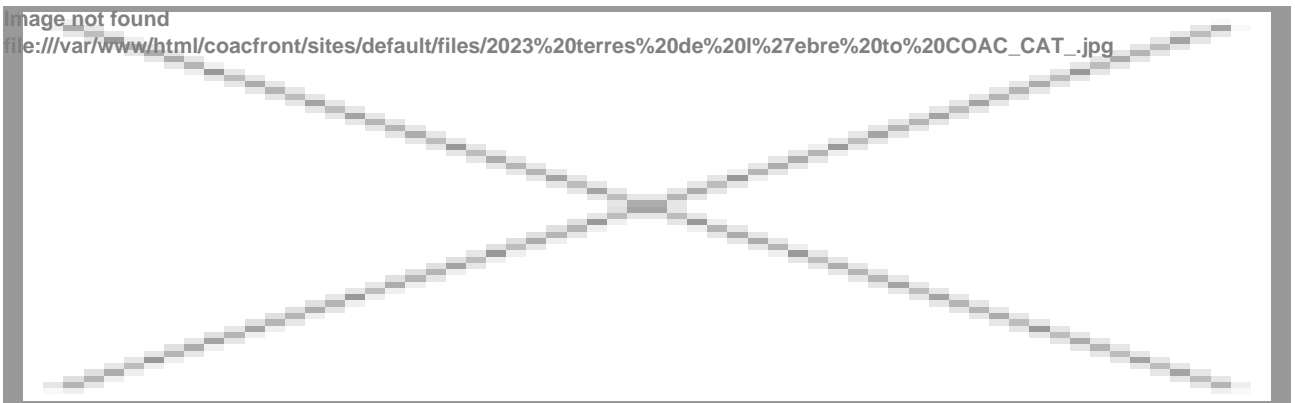 Image not found
file:///var/www/html/coacfront/sites/default/files/2023%20terres%20de%20l%27ebre%20to%20COAC_CAT_.jpg